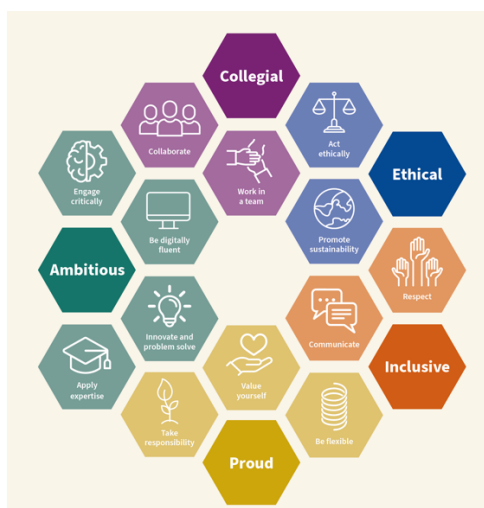 Collegial
Collaborate
Act
ethically
Engage
critically
Work in
a team
Ethical
Be digitally
fluent
Promote
sustainability
Ambitious
Respect
Innovate and
problem solve
Communicate
Apply
expertise
Value
yourself
Inclusive
Take
responsibility
Be flexible
Proud